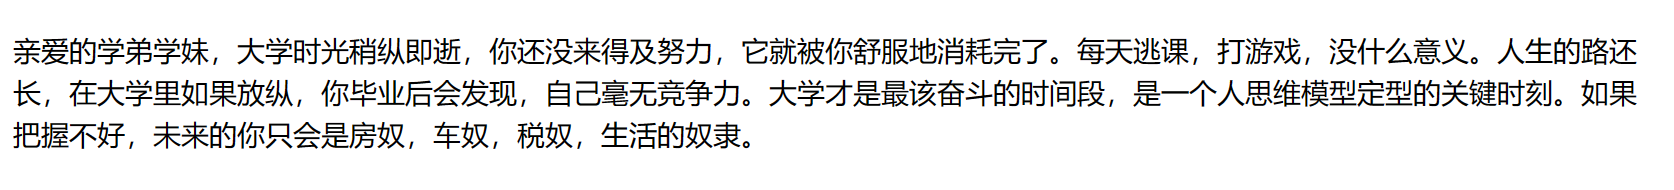 亲爱的学弟学妹，大学时光稍纵即逝，你还没来得及努力，它就被你舒服地消耗完了。每天逃课，打游戏，没什么意义。人生的路还
长，在大学里如果放纵，你毕业后会发现，自己毫无竞争力。大学才是最该奋斗的时间段，是一个人思维模型定型的关键时刻。如果
把握不好，未来的你只会是房奴，车奴，税奴，生活的奴隶。